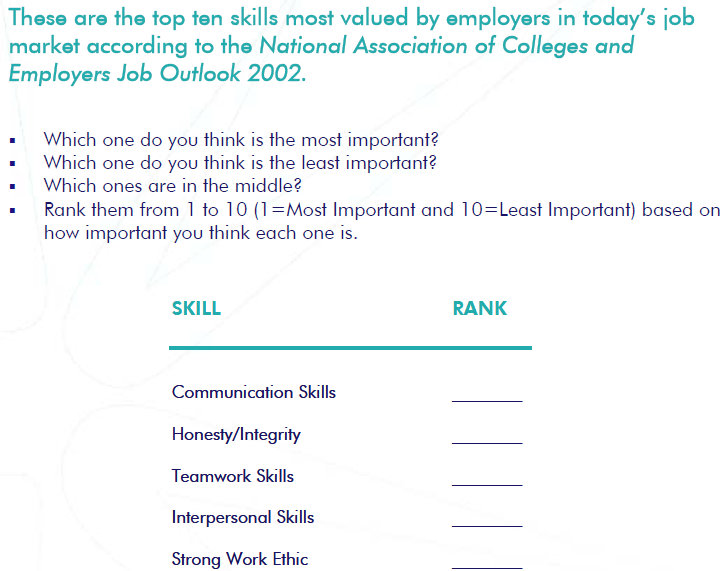 These are the top ten skills most valued by employers in today's job
market according to the National Association of Colleges and
Employers Job Outlook 2002.
▪ Which one do you think is the most important?
▪ Which one do you think is the least important?
▪ Which ones are in the middle?
▪ Rank them from 1 to 10 (1=Most Important and 10=Least Important) based on
how important you think each one is.
SKILL RANK
Communication Skills ______
Honesty/Integrity ______
Teamwork Skills ______
Interpersonal Skills ______
Strong Work Ethic ______